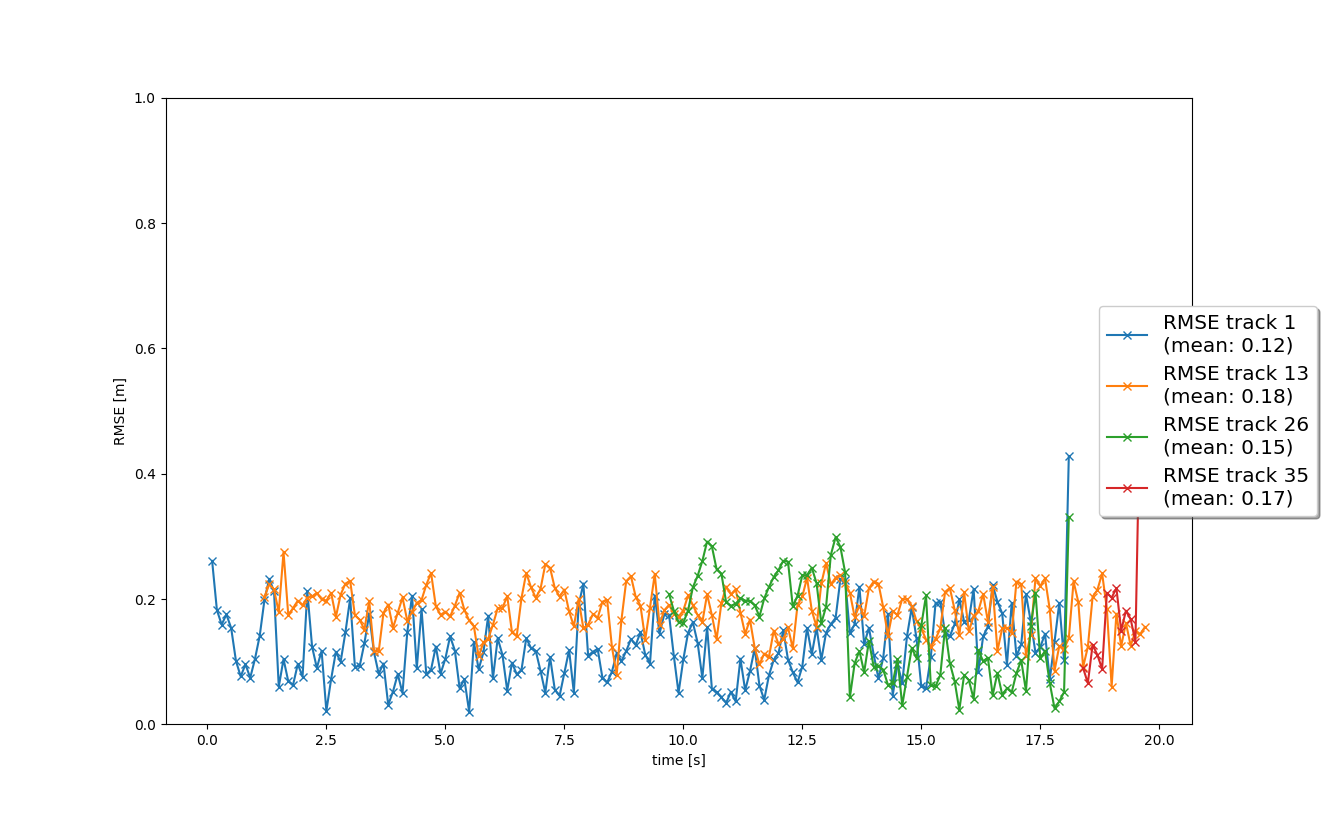 1.0
0.8
0.6
0.4
0.2
0.0
RMSE [m]
0.0 2.5 5.0 7.5 10.0 12.5 15.0 17.5 20.0
time [s]
RMSE track 1
(mean: 0.12)
RMSE track 13
(mean: 0.18)
RMSE track 26
(mean: 0.15)
RMSE track 35
(mean: 0.17)